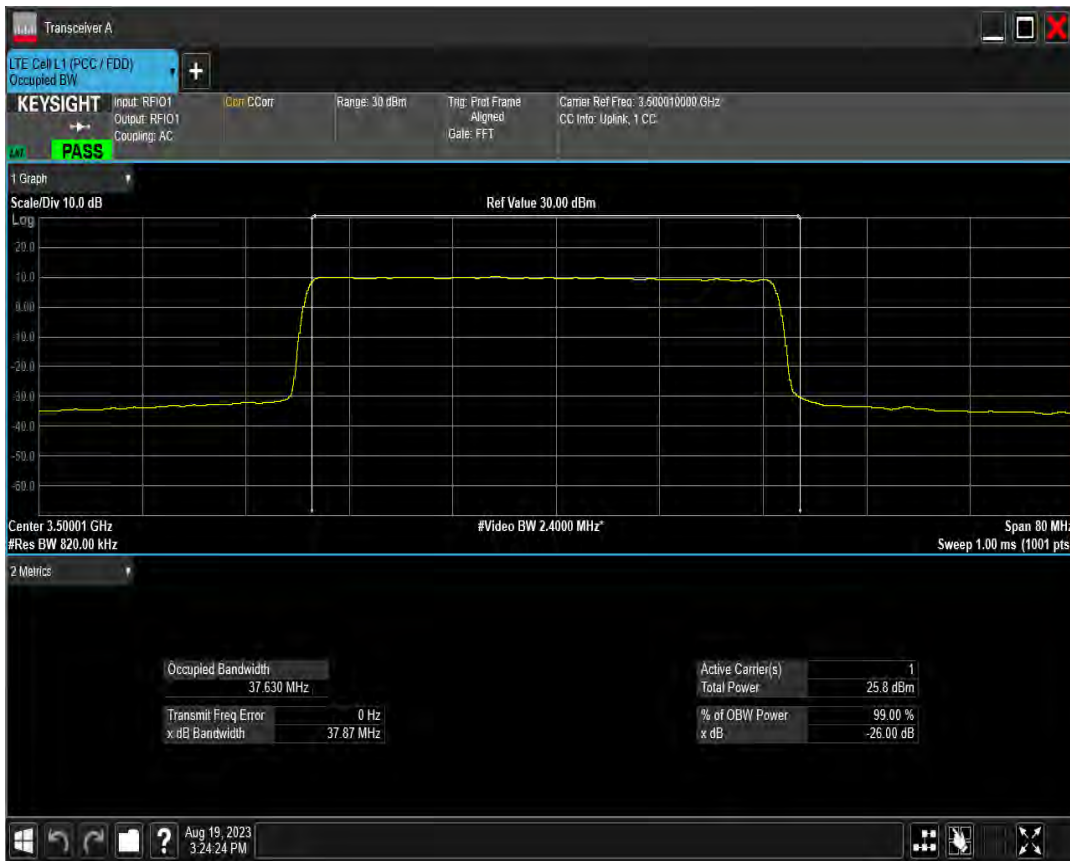 Transceiver A
LTE Cell L1 (PCC / FDD)
Occupied BW
KEYSIGHT
Input: RFIO1
Output: RFIO1
Coupling: AC
Corr CCorr
Range: 30 dBm
Trig: Prot Frame
Aligned
Gate: FFT
Carrier Ref Freq: 3.500010000 GHz
CC Info: Uplink, 1 CC
PASS
1 Graph
Scale/Div 10.0 dB
Ref Value 30.00 dBm
Log
20.0
10.0
0.00
-10.0
-20.0
-30.0
-40.0
-50.0
-60.0
Center 3.50001 GHz
#Video BW 2.4000 MHz*
Span 80 MHz
#Res BW 820.00 kHz
Sweep 1.00 ms (1001 pts
2 Metrics
Occupied Bandwidth
37.630 MHz
Transmit Freq Error 0 Hz
x dB Bandwidth 37.87 MHz
Active Carrier(s) 1
Total Power 25.8 dBm
% of OBW Power 99.00 %
x dB -26.00 dB
?
Aug 19, 2023
3:24:24 PM